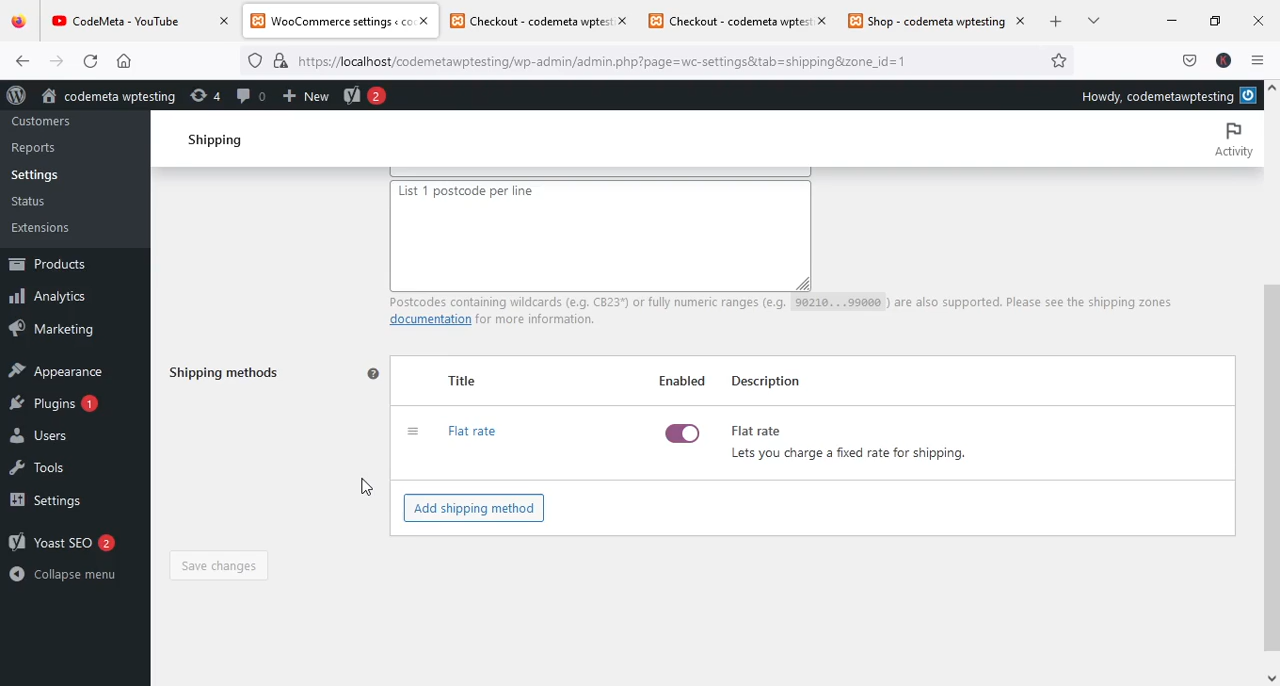 CodeMeta - YouTube
WooCommerce settings ‹ co
Checkout - codemeta wptesti
Checkout - codemeta wptesti
Shop - codemeta wptesting
https://localhost/codemetawptesting/wp-admin/admin.php?page=wc-settings&tab=shipping&zone_id=1
K
codemeta wptesting
4
0
New
2
Howdy, codemetawptesting
Customers
Reports
Settings
Status
Extensions
Products
Analytics
Marketing
Appearance
Plugins 1
Users
Tools
Settings
Yoast SEO 2
Collapse menu
Shipping
Activity
List 1 postcode per line
Postcodes containing wildcards (e.g. CB23*) or fully numeric ranges (e.g. 90210...99000 ) are also supported. Please see the shipping zones
documentation for more information.
Shipping methods
?
Title
Enabled
Description
Flat rate
Flat rate
Lets you charge a fixed rate for shipping.
Add shipping method
Save changes